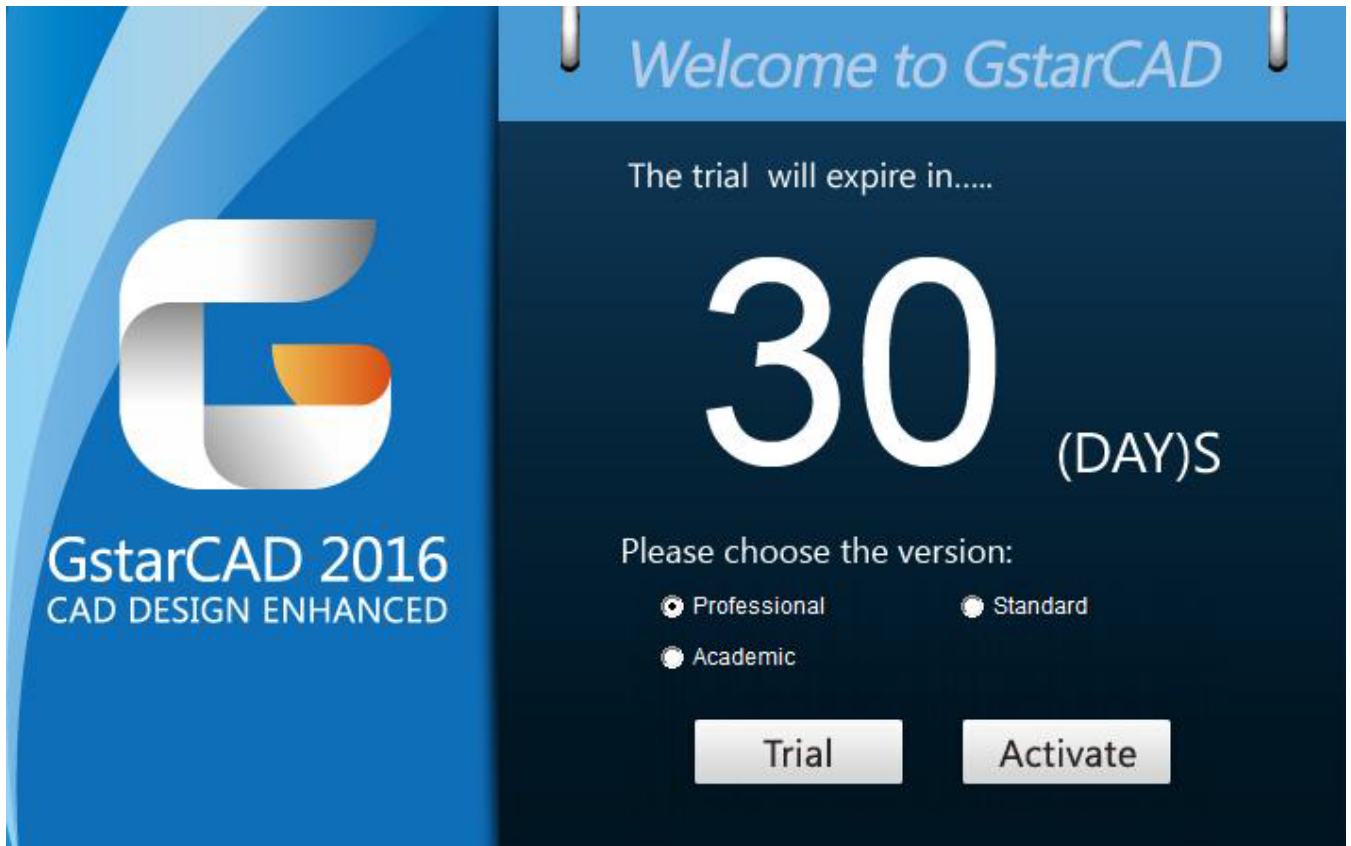 GstarCAD 2016
CAD DESIGN ENHANCED
Welcome to GstarCAD
The trial  will expire in.....
30
(DAY)S
Please choose the version:
Professional
Standard
Academic
Trial
Activate